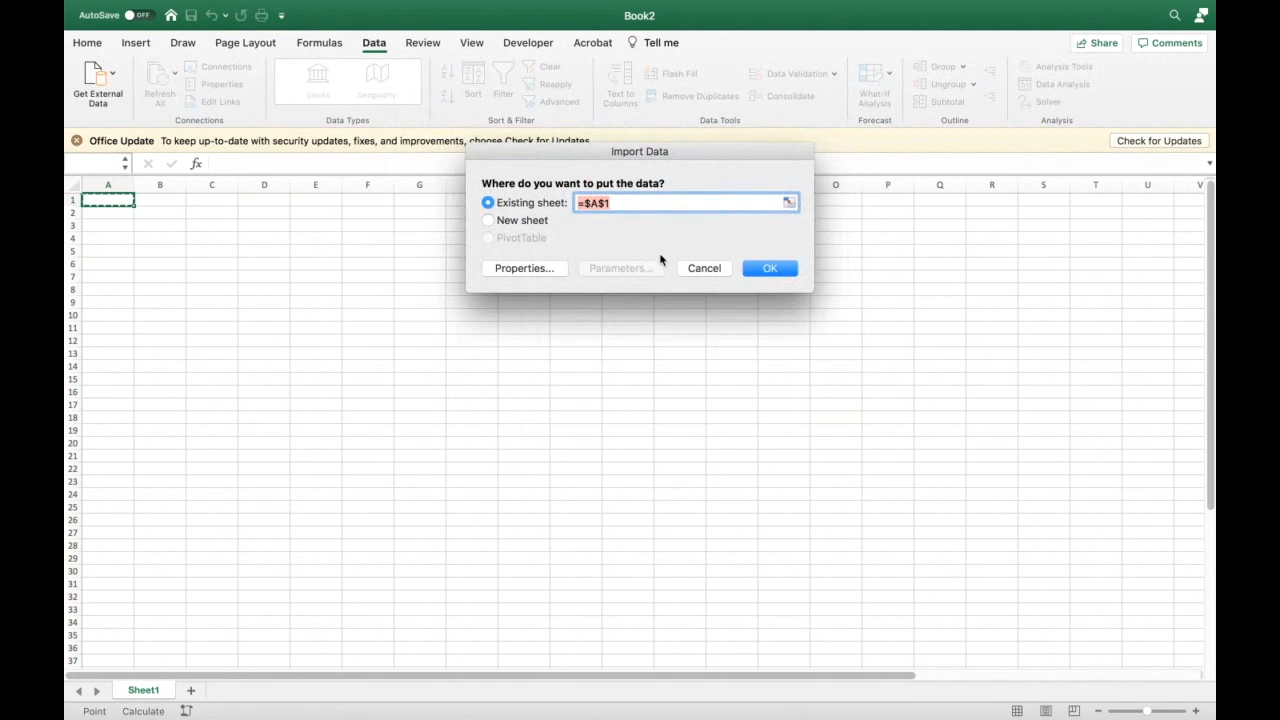 AutoSave OFF
Book2
Home Insert Draw Page Layout Formulas Data Review View Developer Acrobat Tell me Share Comments
Get External Data
Refresh All
Connections
Properties
Edit Links
Connections
Stocks Geography
Data Types
Sort
Filter
Clear
Reapply
Advanced
Sort & Filter
Text to Columns
Flash Fill
Remove Duplicates
Data Validation
Consolidate
Data Tools
What-If Analysis
Forecast
Group
Ungroup
Subtotal
Outline
Analysis Tools
Data Analysis
Solver
Analysis
Office Update To keep up-to-date with security updates, fixes, and improvements, choose Check for Updates.
Check for Updates
fx
Import Data
Where do you want to put the data?
Existing sheet: =$A$1
New sheet
PivotTable
Properties... Parameters... Cancel OK
A B C D E F G O P Q R S T U V
1
2
3
4
5
6
7
8
9
10
11
12
13
14
15
16
17
18
19
20
21
22
23
24
25
26
27
28
29
30
31
32
33
34
35
36
37
Sheet1
Point Calculate